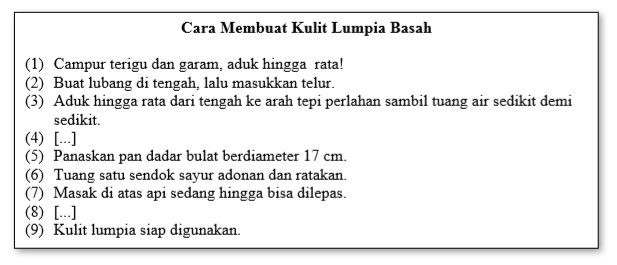 Cara Membuat Kulit Lumpia Basah
(1) Campur terigu dan garam, aduk hingga rata!
(2) Buat lubang di tengah, lalu masukkan telur.
(3) Aduk hingga rata dari tengah ke arah tepi perlahan sambil tuang air sedikit demi
sedikit.
(4) [...]
(5) Panaskan pan dadar bulat berdiameter 17 cm.
(6) Tuang satu sendok sayur adonan dan ratakan.
(7) Masak di atas api sedang hingga bisa dilepas.
(8) [...]
(9) Kulit lumpia siap digunakan.